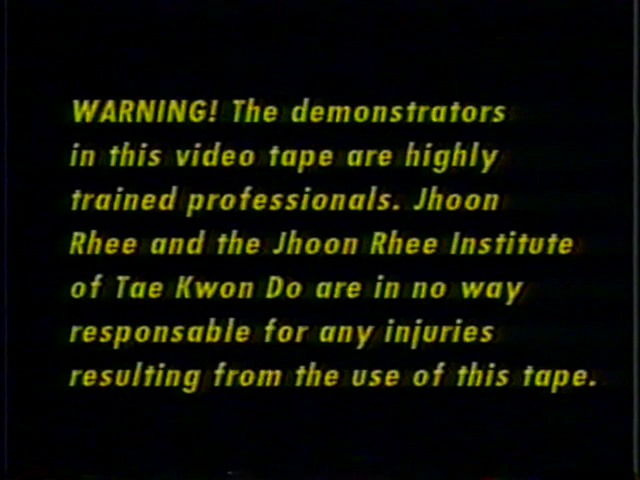 WARNING! The demonstrators
in this video tape are highly
trained professionals. Jhoon
Rhee and the Jhoon Rhee Institute
of Tae Kwon Do are in no way
responsable for any injuries
resulting from the use of this tape.